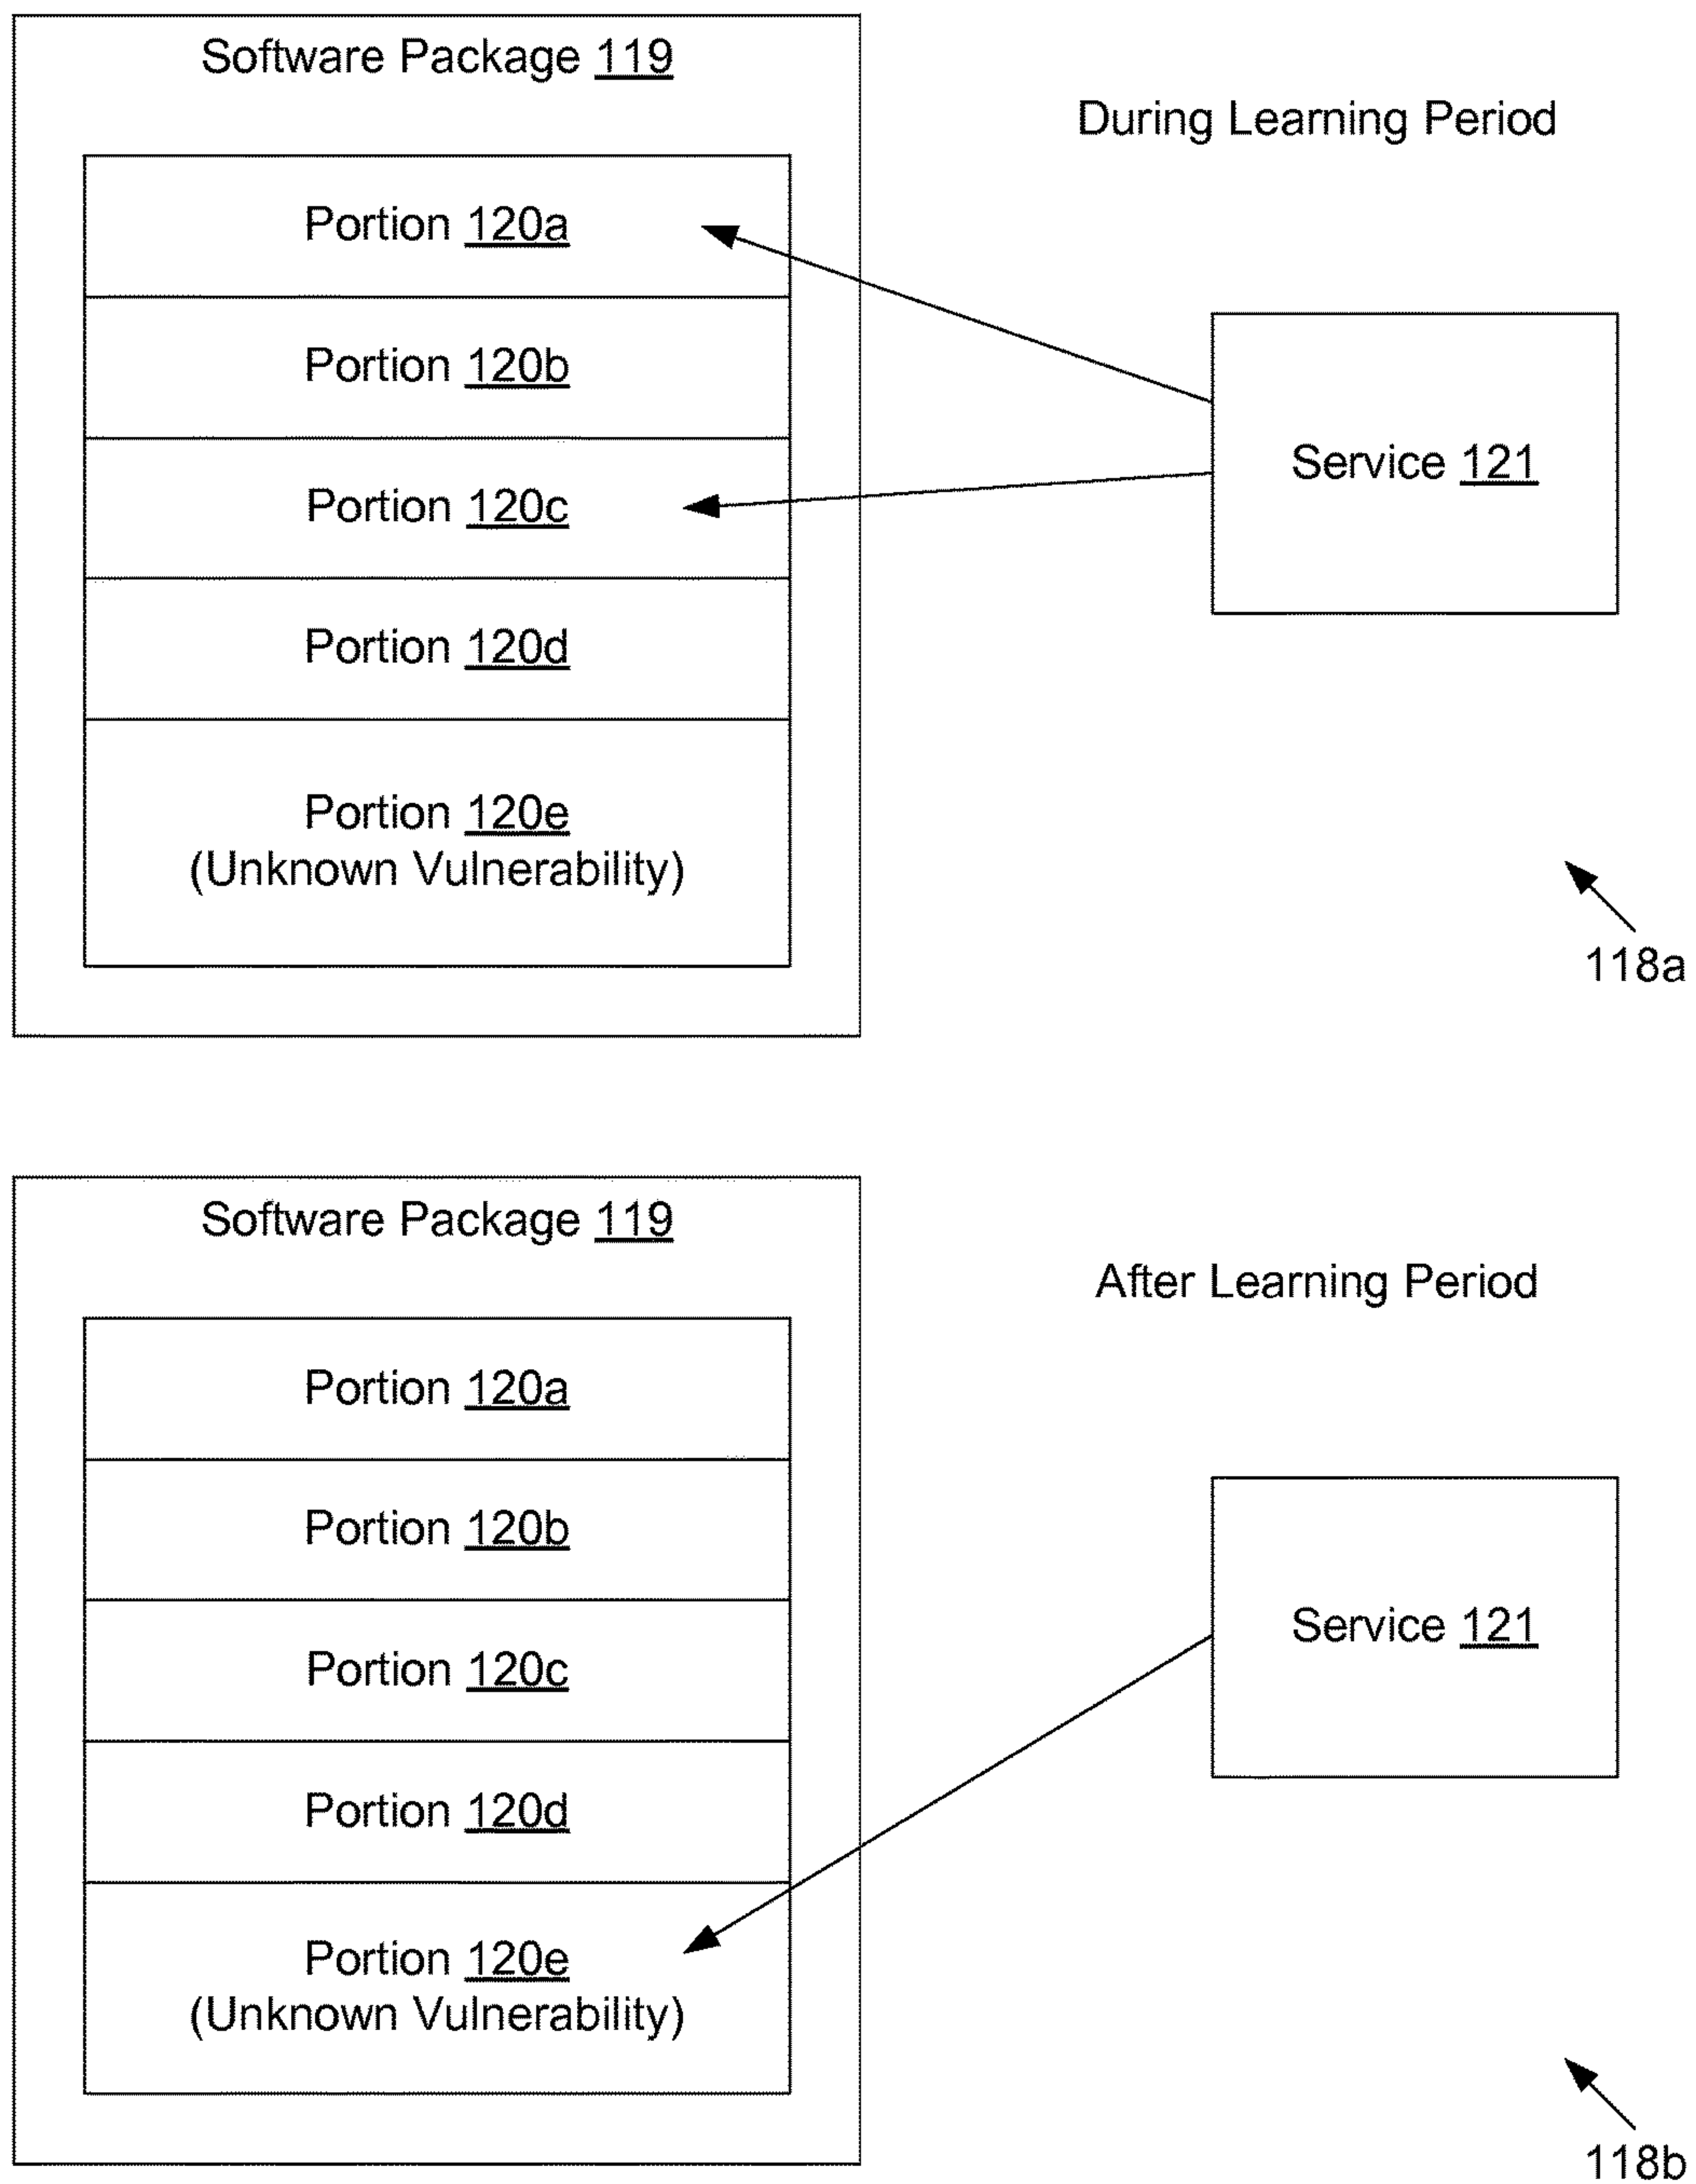 Software Package 119
During Learning Period
Portion 120a
Portion 120b
Service 121
Portion 120c
Portion 120d
Portion 120e
(Unknown Vulnerability)
118a
Software Package 119
After Learning Period
Portion 120a
Portion 120b
Service 121
Portion 120c
Portion 120d
Portion 120e
(Unknown Vulnerability)
118b